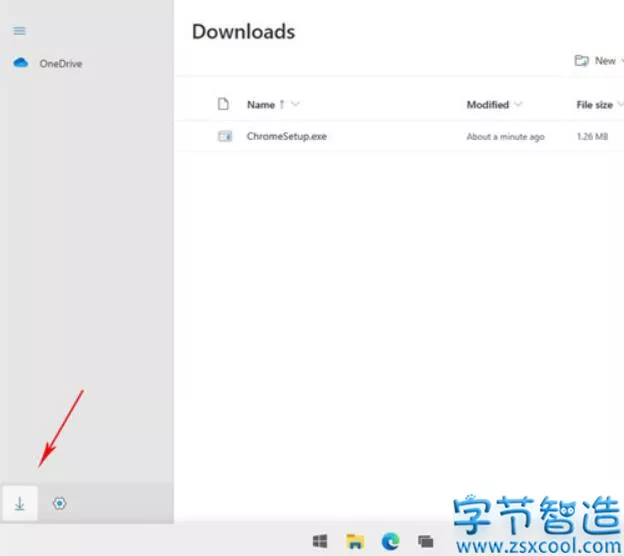 Downloads
OneDrive
New
Name
Modified
File size
ChromeSetup.exe
About a minute ago
1.26 MB
字节智造
www.zsxcool.com